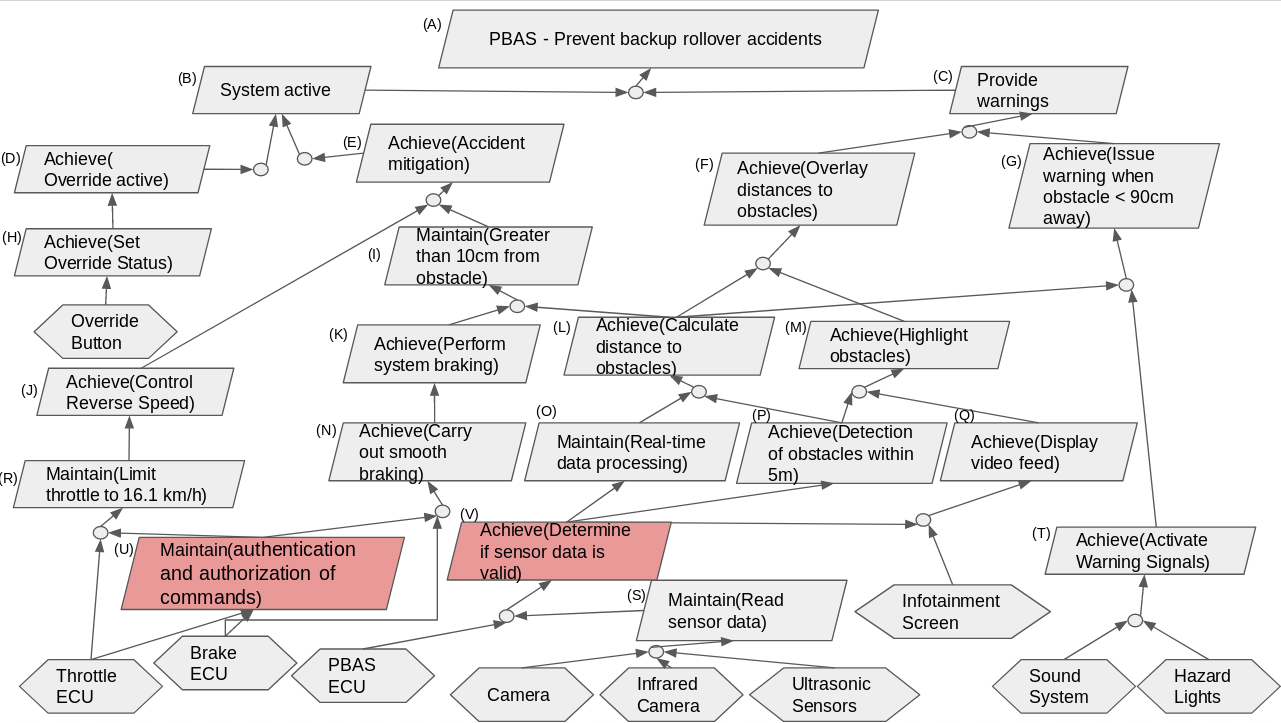 (A)
PBAS - Prevent backup rollover accidents
(B)
System active
(C)
Provide
warnings
(D)
Achieve(
Override active)
(E)
Achieve(Accident
mitigation)
(F)
Achieve(Overlay
distances to
obstacles)
(G)
Achieve(Issue
warning when
obstacle < 90cm
away)
(H)
Achieve(Set
Override Status)
(I)
Maintain(Greater
than 10cm from
obstacle)
Override
Button
(K)
Achieve(Perform
system braking)
(L)
Achieve(Calculate
distance to
obstacles)
(M)
Achieve(Highlight
obstacles)
(J)
Achieve(Control
Reverse Speed)
(N)
Achieve(Carry
out smooth
braking)
(O)
Maintain(Real-time
data processing)
(P)
Achieve(Detection
of obstacles within
5m)
(Q)
Achieve(Display
video feed)
(R)
Maintain(Limit
throttle to 16.1 km/h)
(U)
Maintain(authentication
and authorization of
commands)
(V)
Achieve(Determine
if sensor data is
valid)
(T)
Achieve(Activate
Warning Signals)
(S)
Maintain(Read
sensor data)
Infotainment
Screen
Throttle
ECU
Brake
ECU
PBAS
ECU
Camera
Infrared
Camera
Ultrasonic
Sensors
Sound
System
Hazard
Lights